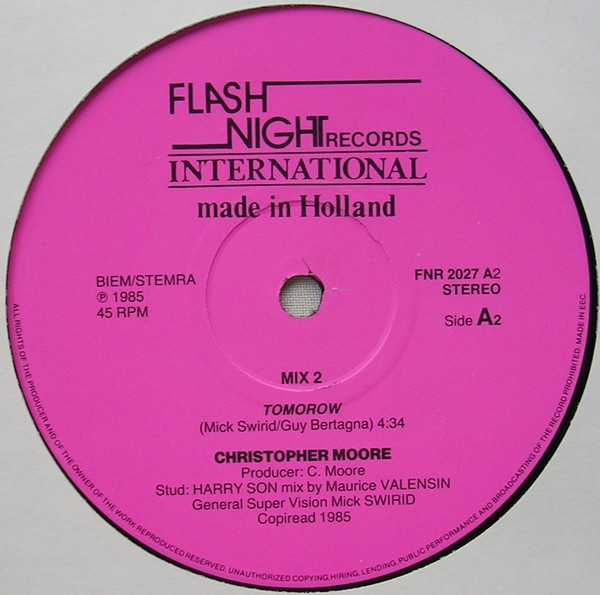 FLASH
NIGHT RECORDS
INTERNATIONAL
made in Holland
BIEM/STEMRA
℗ 1985
45 RPM
FNR 2027 A2
STEREO
Side A2
MIX 2
TOMOROW
(Mick Swirid/Guy Bertagna) 4:34
CHRISTOPHER MOORE
Producer: C. Moore
Stud: HARRY SON mix by Maurice VALENSIN
General Super Vision Mick SWIRID
Copiread 1985
ALL RIGHTS OF THE PRODUCER AND OF THE OWNER OF THE WORK REPRODUCED RESERVED. UNAUTHORIZED COPYING, HIRING, LENDING, PUBLIC PERFORMANCE AND BROADCASTING OF THE RECORD PROHIBITED. MADE IN EEC.